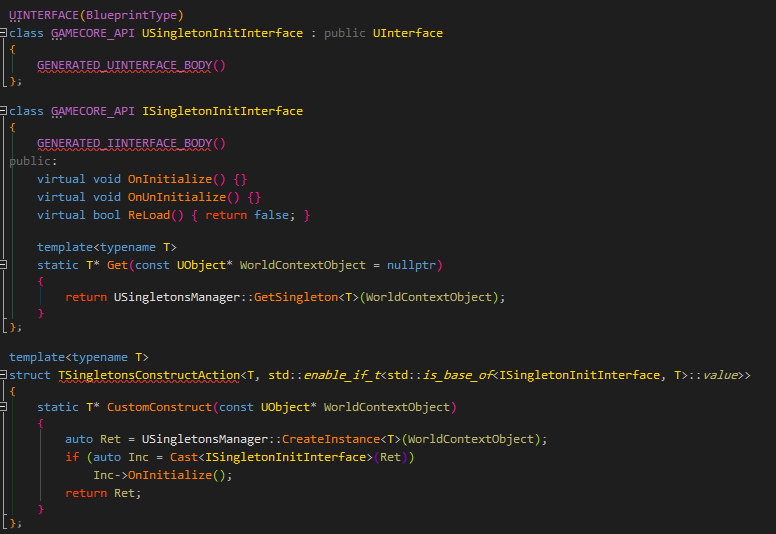 UINTERFACE(BlueprintType)
class GAMECORE_API USingletonInitInterface : public UInterface
{
    GENERATED_UINTERFACE_BODY()
};
class GAMECORE_API ISingletonInitInterface
{
    GENERATED_IINTERFACE_BODY()
public:
    virtual void OnInitialize() {}
    virtual void OnUnInitialize() {}
    virtual bool ReLoad() { return false; }
    template<typename T>
    static T* Get(const UObject* WorldContextObject = nullptr)
    {
        return USingletonsManager::GetSingleton<T>(WorldContextObject);
    }
};
template<typename T>
struct TSingletonsConstructAction<T, std::enable_if_t<std::is_base_of<ISingletonInitInterface, T>::value>>
{
    static T* CustomConstruct(const UObject* WorldContextObject)
    {
        auto Ret = USingletonsManager::CreateInstance<T>(WorldContextObject);
        if (auto Inc = Cast<ISingletonInitInterface>(Ret))
            Inc->OnInitialize();
        return Ret;
    }
};